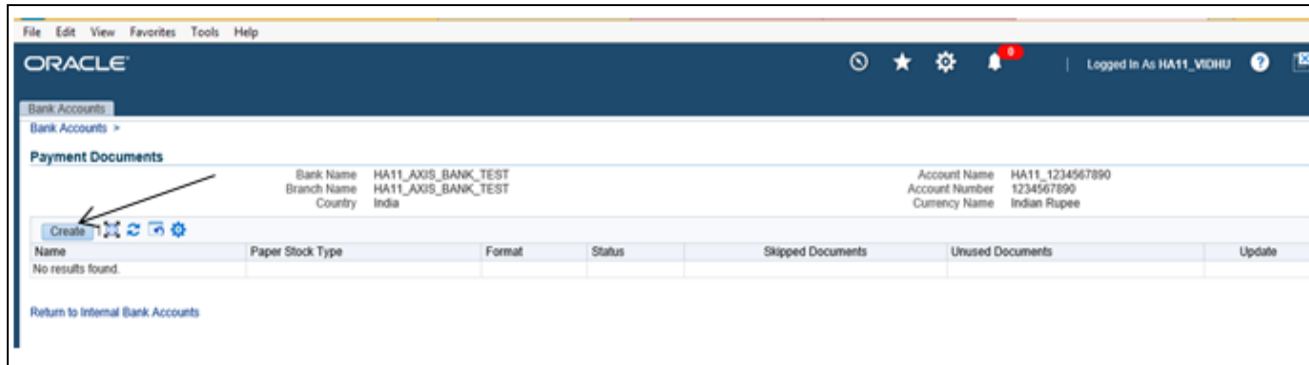 File Edit View Favorites Tools Help
ORACLE
0
Logged In As HA11_VIDHU ?
Bank Accounts
Bank Accounts >
Payment Documents
Bank Name HA11_AXIS_BANK_TEST Account Name HA11_1234567890
Branch Name HA11_AXIS_BANK_TEST Account Number 1234567890
Country India Currency Name Indian Rupee
Create
Name Paper Stock Type Format Status Skipped Documents Unused Documents Update
No results found.
Return to Internal Bank Accounts